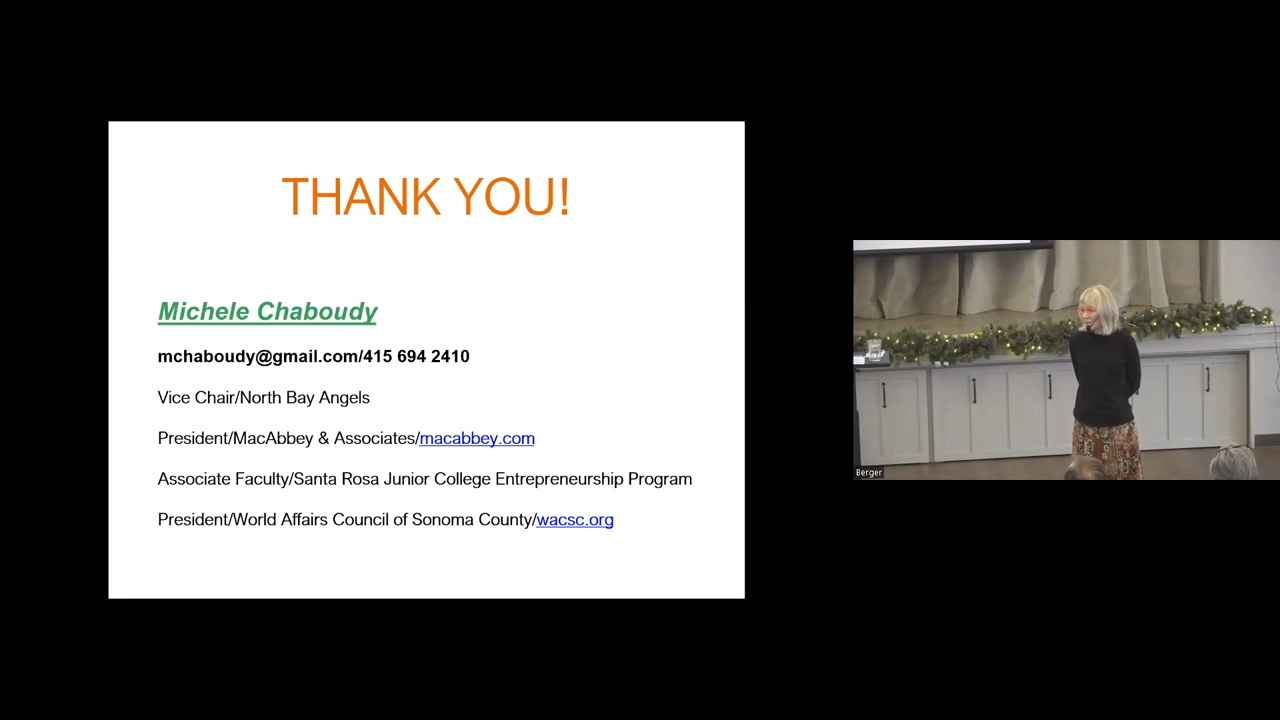 THANK YOU!
Michele Chaboudy
mchaboudy@gmail.com/415 694 2410
Vice Chair/North Bay Angels
President/MacAbbey & Associates/macabbey.com
Associate Faculty/Santa Rosa Junior College Entrepreneurship Program
President/World Affairs Council of Sonoma County/wacsc.org
Berger